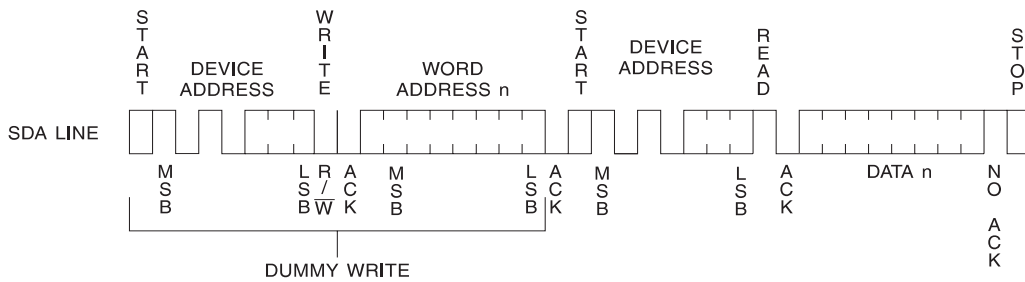 START
DEVICE
ADDRESS
WRITE
WORD
ADDRESS n
START
DEVICE
ADDRESS
READ
STOP
SDA LINE
MSB
LSB
R/W̅
ACK
MSB
LSB
ACK
MSB
LSB
ACK
DATA n
NO ACK
DUMMY WRITE